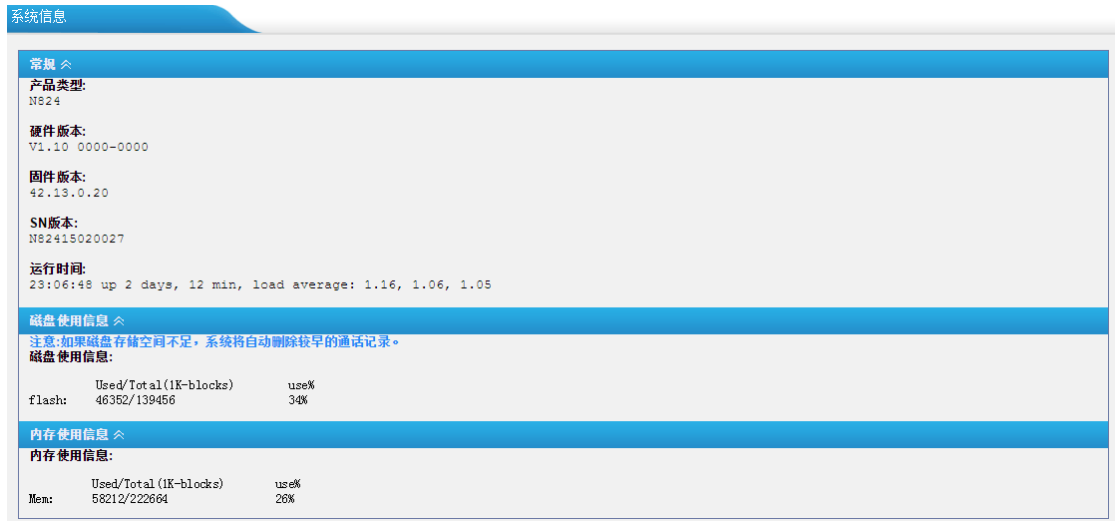 系统信息
常规
产品类型:
N824
硬件版本:
V1.10 0000-0000
固件版本:
42.13.0.20
SN版本:
N82415020027
运行时间:
23:06:48 up 2 days, 12 min, load average: 1.16, 1.06, 1.05
磁盘使用信息
注意:如果磁盘存储空间不足，系统将自动删除较早的通话记录。
磁盘使用信息:
Used/Total(1K-blocks) use%
flash: 46352/139456 34%
内存使用信息
内存使用信息:
Used/Total(1K-blocks) use%
Mem: 58212/222664 26%